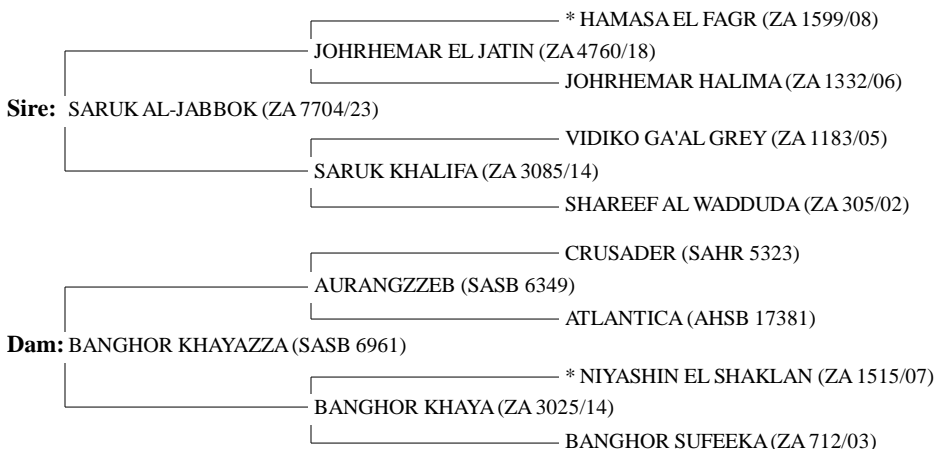 * HAMASA EL FAGR (ZA 1599/08)
JOHRHEMAR EL JATIN (ZA 4760/18)
JOHRHEMAR HALIMA (ZA 1332/06)
Sire: SARUK AL-JABBOK (ZA 7704/23)
VIDIKO GA'AL GREY (ZA 1183/05)
SARUK KHALIFA (ZA 3085/14)
SHAREEF AL WADDUDA (ZA 305/02)
CRUSADER (SAHR 5323)
AURANGZZEB (SASB 6349)
ATLANTICA (AHSB 17381)
Dam: BANGHOR KHAYAZZA (SASB 6961)
* NIYASHIN EL SHAKLAN (ZA 1515/07)
BANGHOR KHAYA (ZA 3025/14)
BANGHOR SUFEEKA (ZA 712/03)